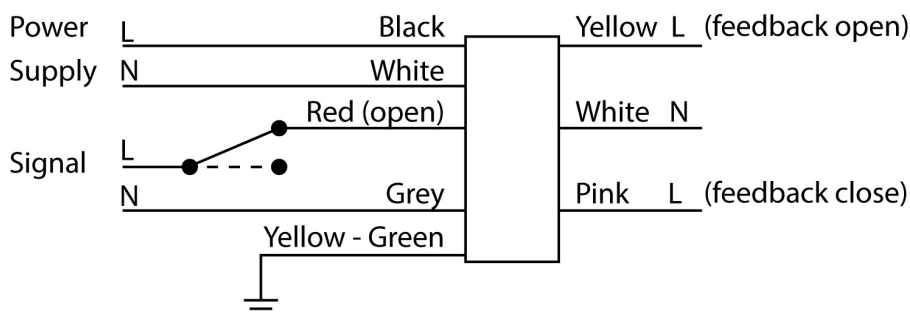 Power L Black Yellow L (feedback open)
Supply N White
Red (open) White N
Signal L
N Grey Pink L (feedback close)
Yellow - Green